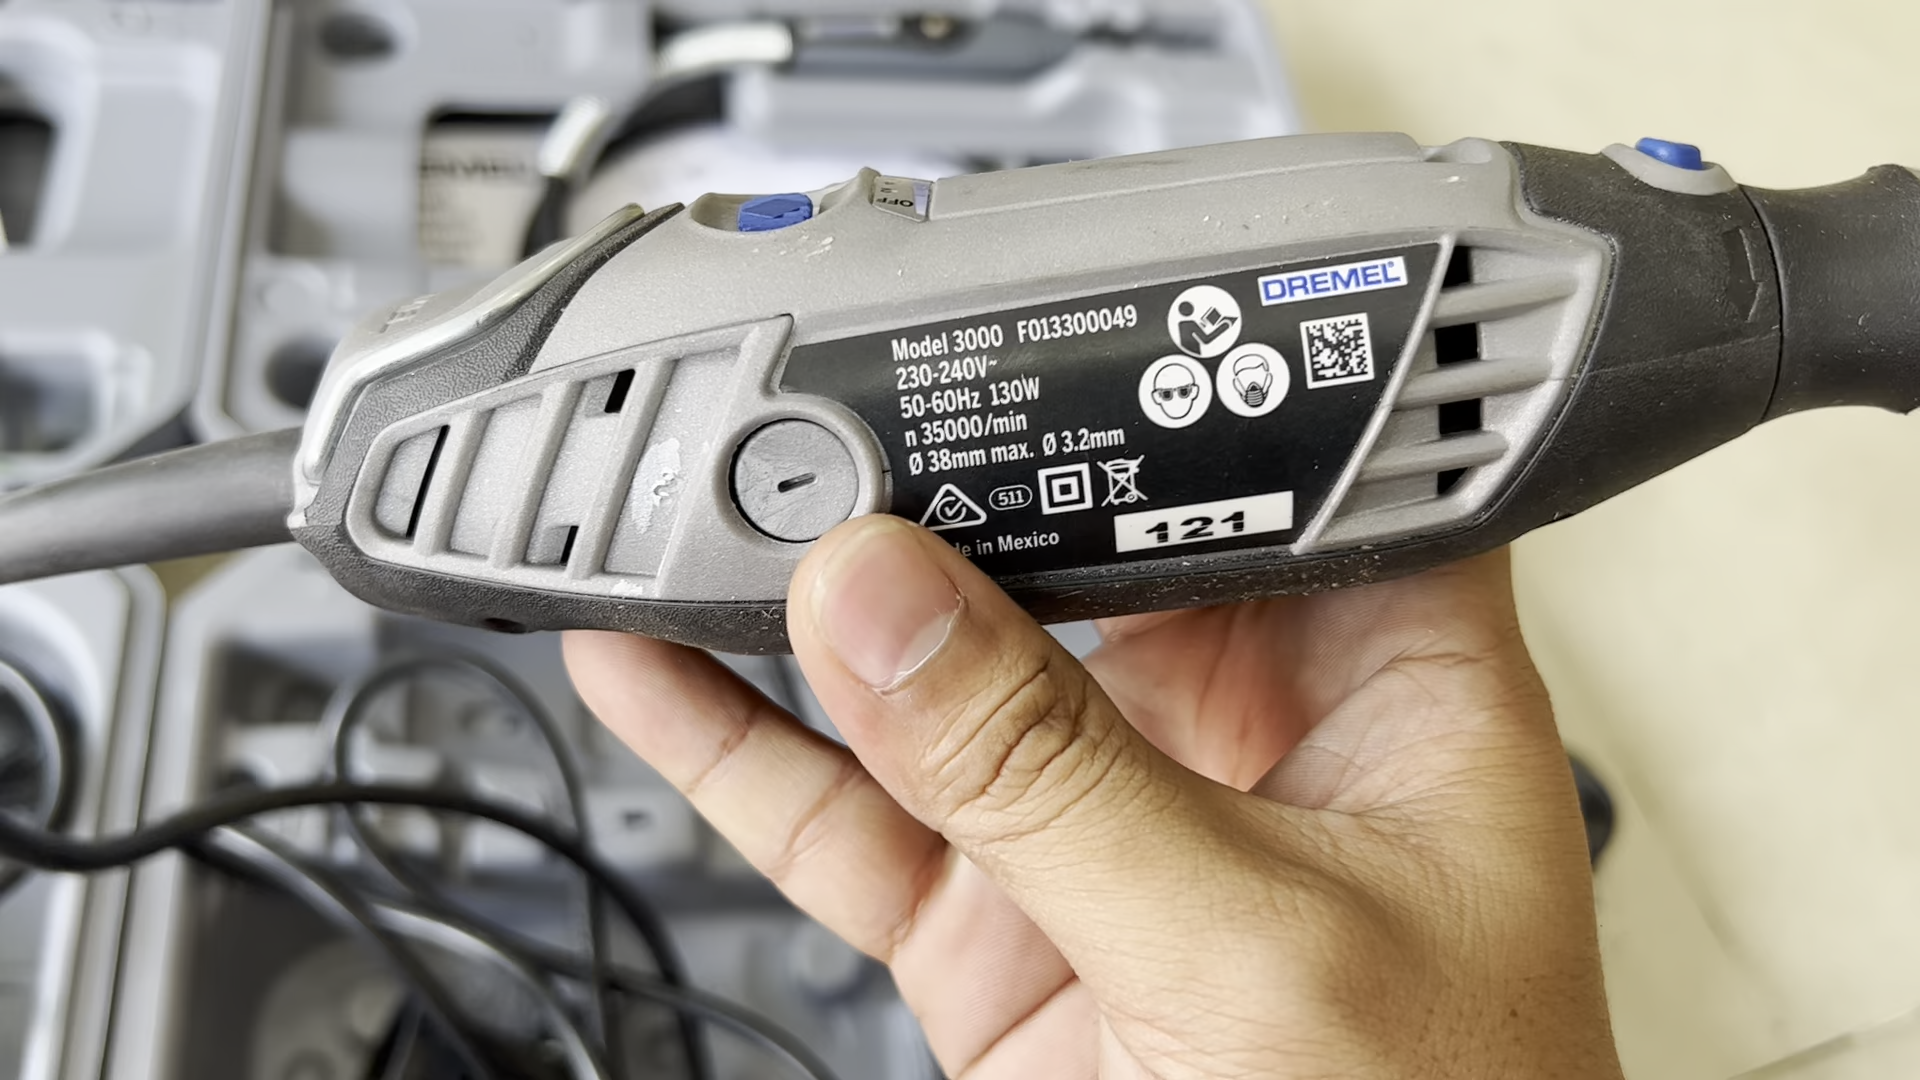 OFF
DREMEL®
Model 3000 F013300049
230-240V~
50-60Hz 130W
n 35000/min
Ø 38mm max. Ø 3.2mm
511
in Mexico
121